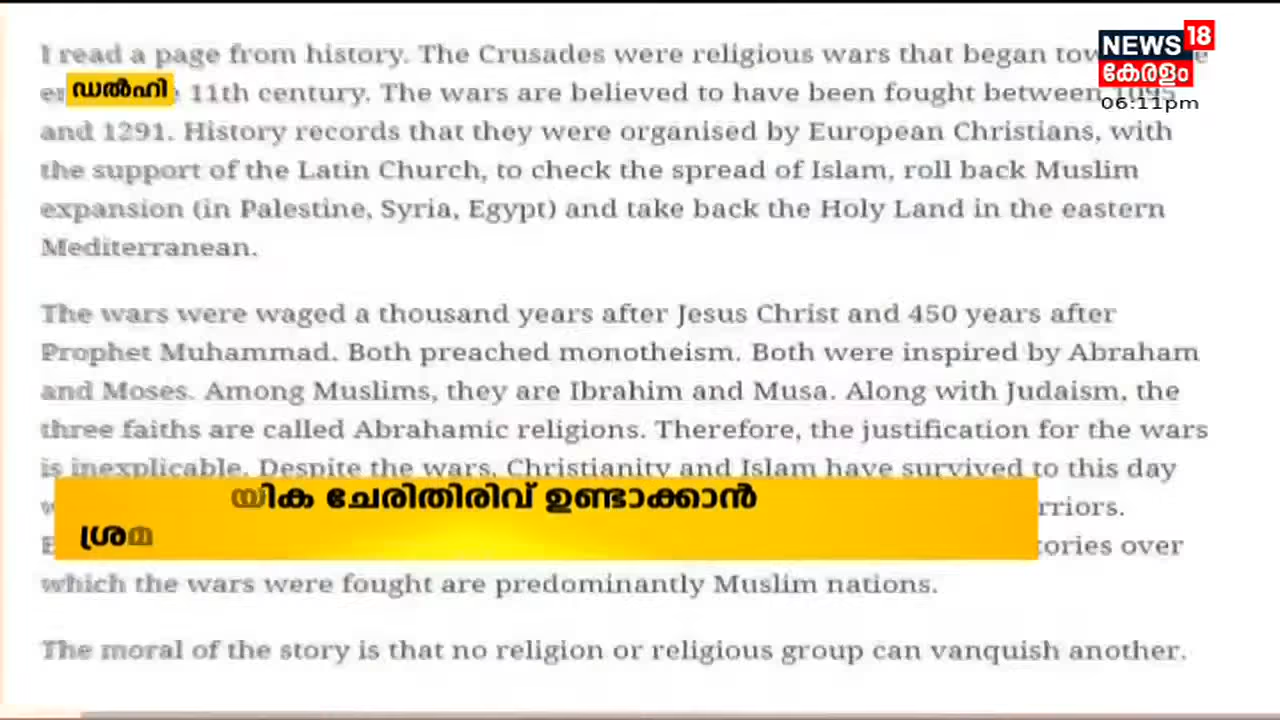 I read a page from history. The Crusades were religious wars that began
NEWS 18
കേരളം
06:11pm
ഡൽഹി
11th century. The wars are believed to have been fought between 1095
and 1291. History records that they were organised by European Christians, with
the support of the Latin Church, to check the spread of Islam, roll back Muslim
expansion (in Palestine, Syria, Egypt) and take back the Holy Land in the eastern
Mediterranean.
The wars were waged a thousand years after Jesus Christ and 450 years after
Prophet Muhammad. Both preached monotheism. Both were inspired by Abraham
and Moses. Among Muslims, they are Ibrahim and Musa. Along with Judaism, the
three faiths are called Abrahamic religions. Therefore, the justification for the wars
is inexplicable. Despite the wars, Christianity and Islam have survived to this day
ചേരിതിരിവ് ഉണ്ടാക്കാൻ
over
which the wars were fought are predominantly Muslim nations.
The moral of the story is that no religion or religious group can vanquish another.